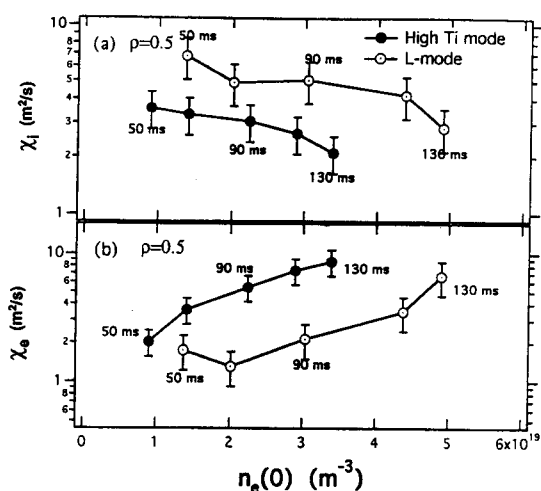 10
8
7
6
5
4
3
2
1
χi (m²/s)
(a) ρ=0.5
50 ms
90 ms
● High Ti mode
○ L-mode
50 ms
90 ms
130 ms
130 ms
10
8
6
4
2
1
8
6
χe (m²/s)
(b) ρ=0.5
90 ms
130 ms
130 ms
50 ms
50 ms
90 ms
0 1 2 3 4 5 6x10¹⁹
ne(0) (m⁻³)